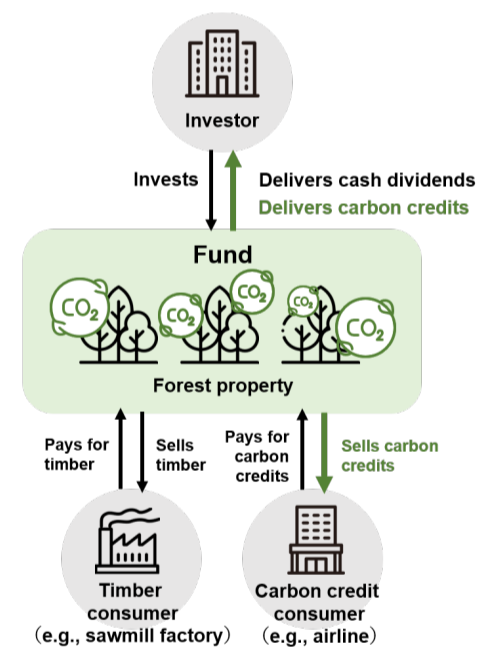 Investor
Invests
Delivers cash dividends
Delivers carbon credits
Fund
CO₂
CO₂
CO₂
CO₂
CO₂
Forest property
Pays for
timber
Sells
timber
Pays for
carbon
credits
Sells carbon
credits
Timber
consumer
（e.g., sawmill factory）
Carbon credit
consumer
（e.g., airline）